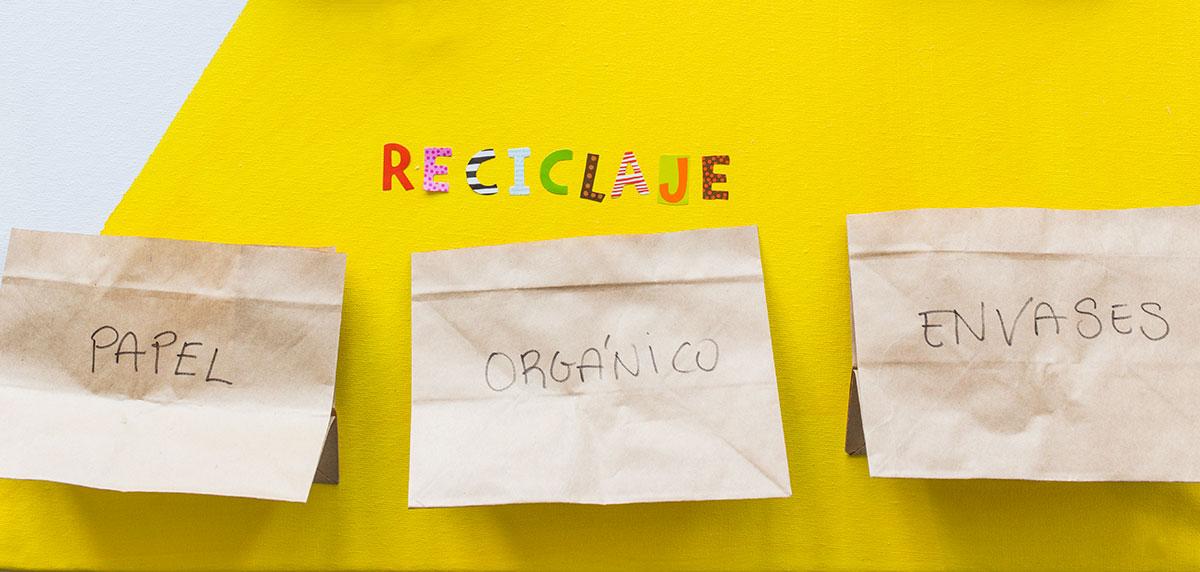 RECICLAJE
PAPEL
ORGÁNICO
ENVASES